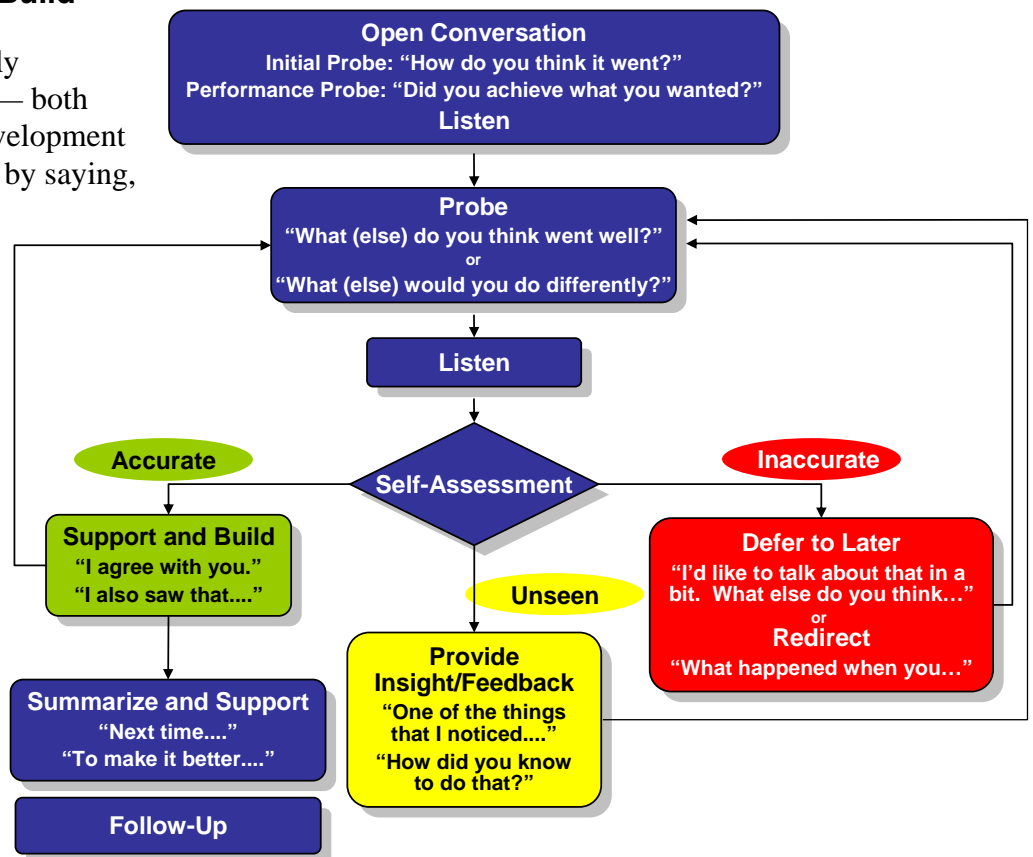 Build
ly
— both
velopment
by saying,
Open Conversation
Initial Probe: “How do you think it went?”
Performance Probe: “Did you achieve what you wanted?”
Listen
Probe
“What (else) do you think went well?”
or
“What (else) would you do differently?”
Listen
Self-Assessment
Accurate
Support and Build
“I agree with you.”
“I also saw that....”
Summarize and Support
“Next time....”
“To make it better....”
Follow-Up
Unseen
Provide
Insight/Feedback
“One of the things
that I noticed....”
“How did you know
to do that?”
Inaccurate
Defer to Later
“I’d like to talk about that in a
bit.  What else do you think…”
or
Redirect
“What happened when you…”